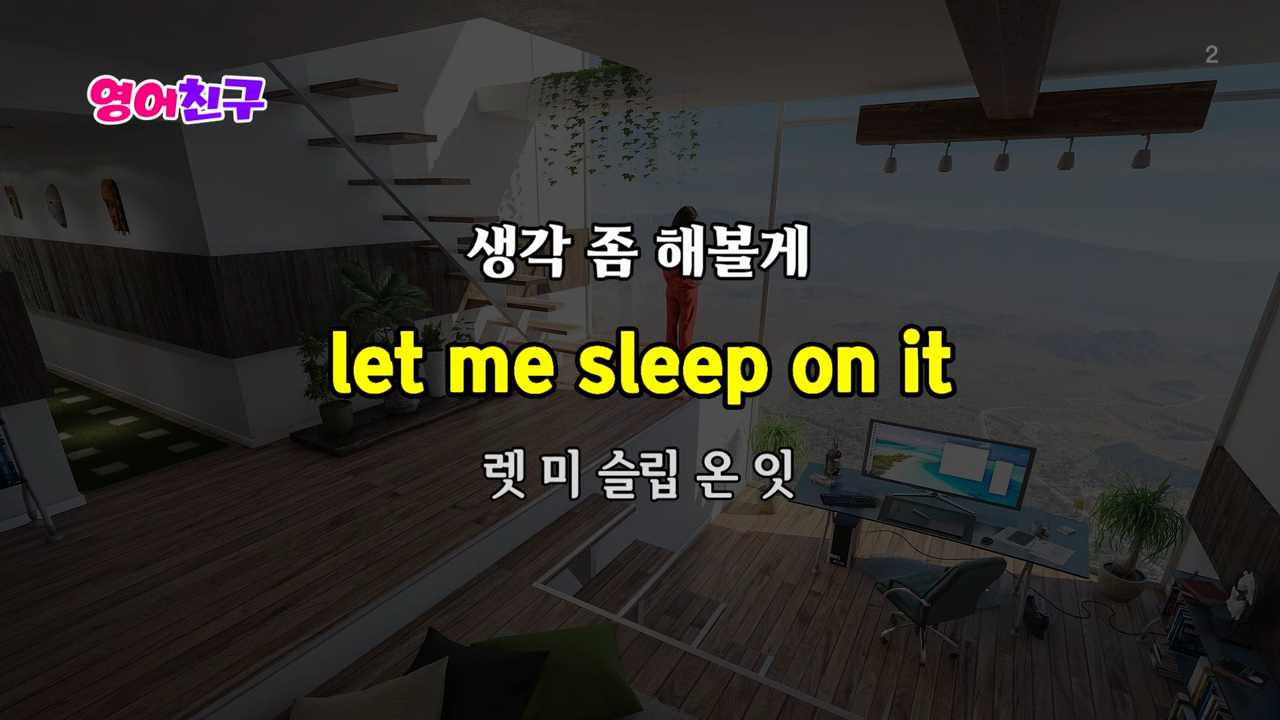 2
영어친구
생각 좀 해볼게
let me sleep on it
렛 미 슬립 온 잇